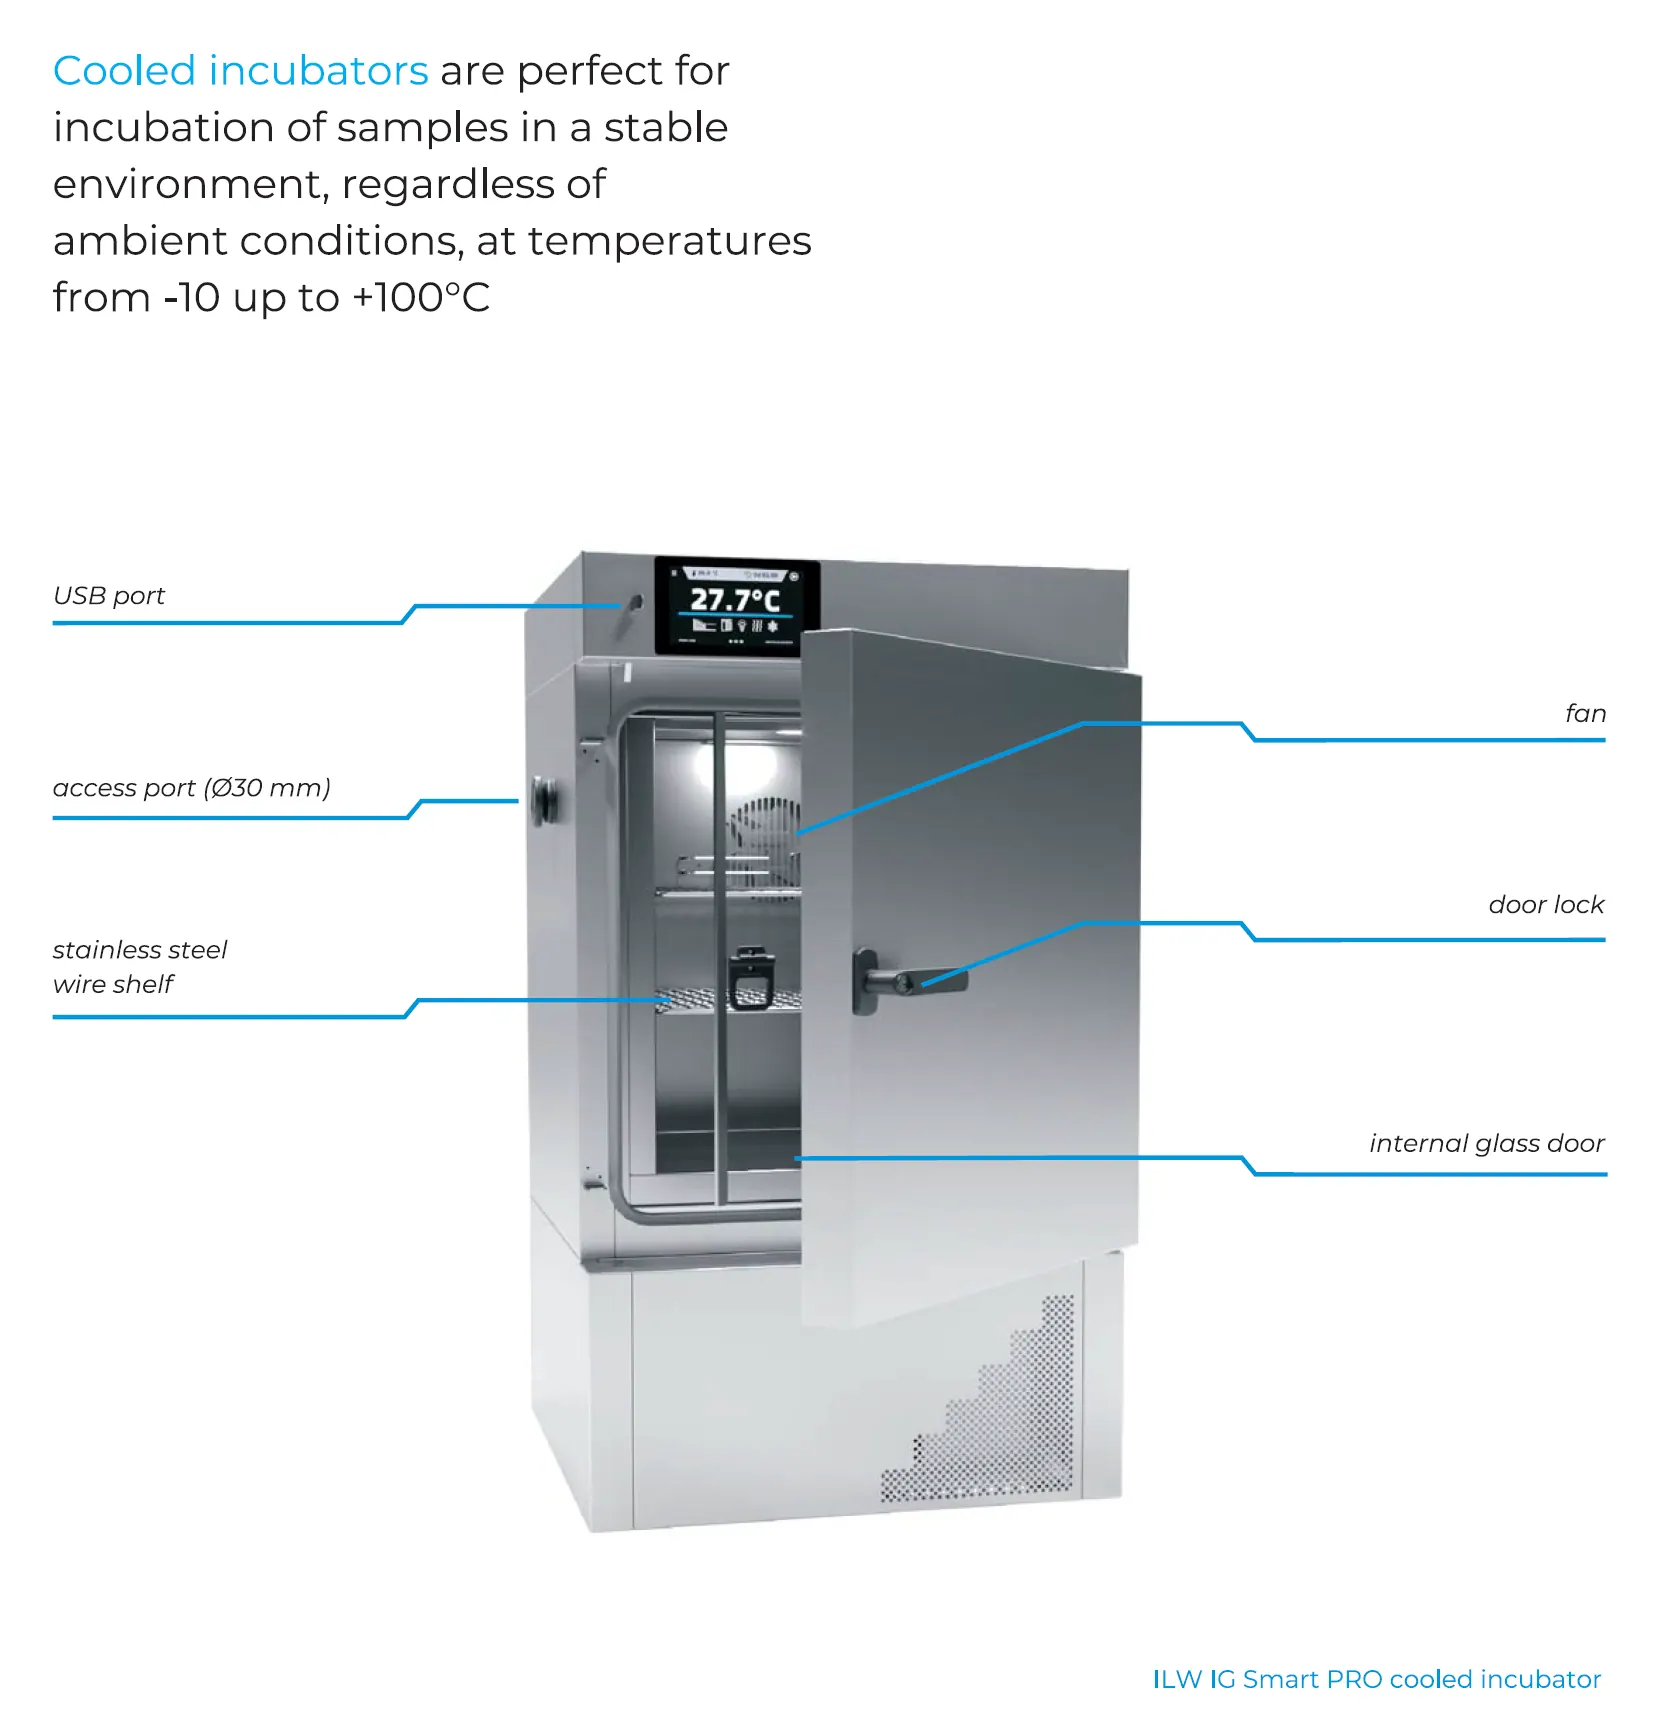 Cooled incubators are perfect for
incubation of samples in a stable
environment, regardless of
ambient conditions, at temperatures
from -10 up to +100°C
USB port
27.7°C
fan
access port (Ø30 mm)
door lock
stainless steel
wire shelf
internal glass door
ILW IG Smart PRO cooled incubator